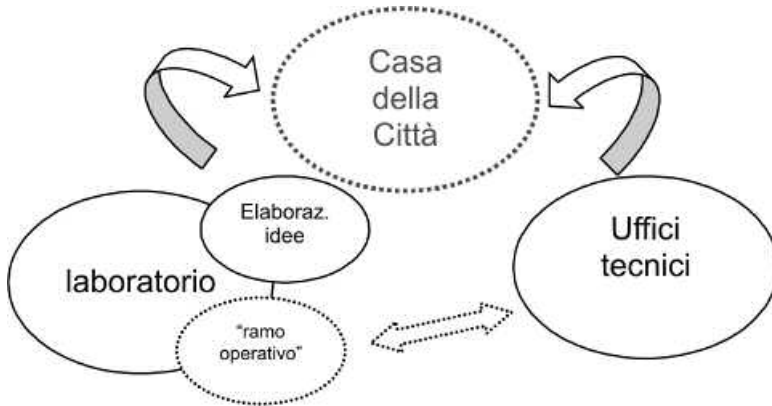 Casa
della
Città
Elaboraz.
idee
laboratorio
"ramo
operativo"
Uffici
tecnici